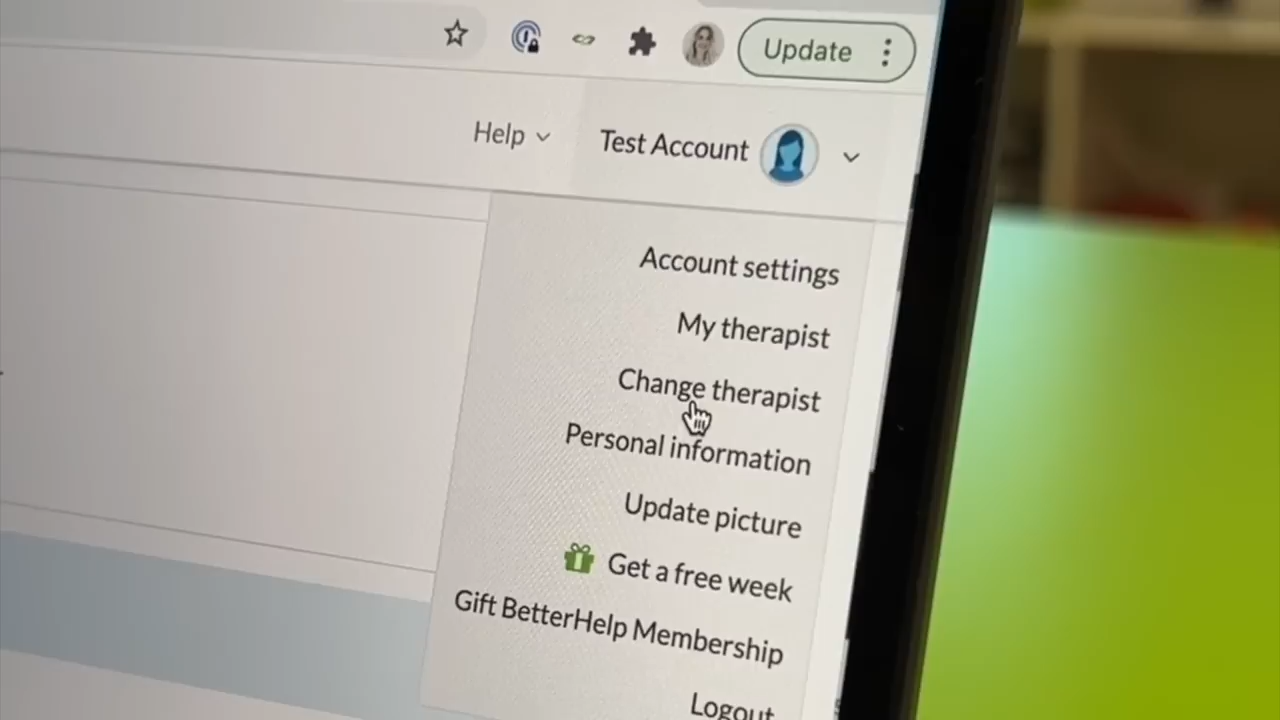 Update
Help
Test Account
Account settings
My therapist
Change therapist
Personal information
Update picture
Get a free week
Gift BetterHelp Membership
Logout